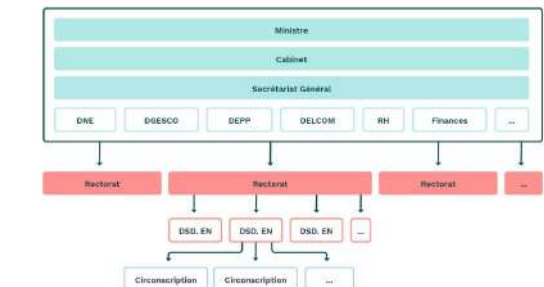 Ministre
Cabinet
Secrétariat Général
DNE DGESCO DEPP DELCOM RH Finances ...
Rectorat Rectorat Rectorat ...
DSD. EN DSD. EN DSD. EN ...
Circonscription Circonscription ...